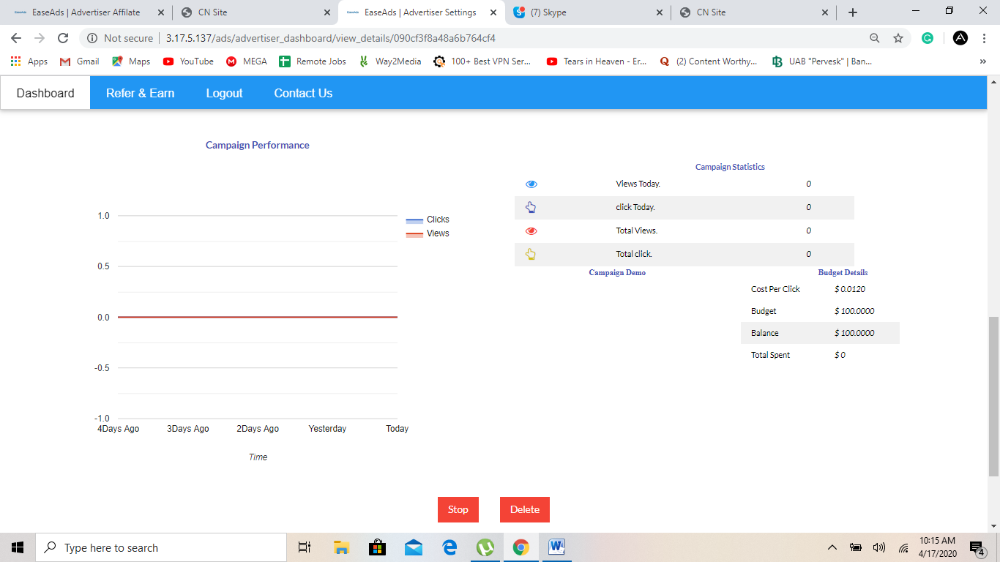 EaseAds | Advertiser Affilate
CN Site
EaseAds | Advertiser Settings
(7) Skype
CN Site
Not secure
3.17.5.137/ads/advertiser_dashboard/view_details/090cf3f8a48a6b764cf4
Apps
Gmail
Maps
YouTube
MEGA
Remote Jobs
Way2Media
100+ Best VPN Ser...
Tears in Heaven - Er...
(2) Content Worthy...
UAB "Pervesk" | Ban...
»
Dashboard
Refer & Earn
Logout
Contact Us
Campaign Performance
1.0
0.5
0.0
-0.5
-1.0
Clicks
Views
4Days Ago
3Days Ago
2Days Ago
Yesterday
Today
Time
Campaign Statistics
Views Today. 0
click Today. 0
Total Views. 0
Total click. 0
Campaign Demo
Budget Details
Cost Per Click $ 0.0120
Budget $ 100.0000
Balance $ 100.0000
Total Spent $ 0
Stop
Delete
Type here to search
10:15 AM
4/17/2020
4